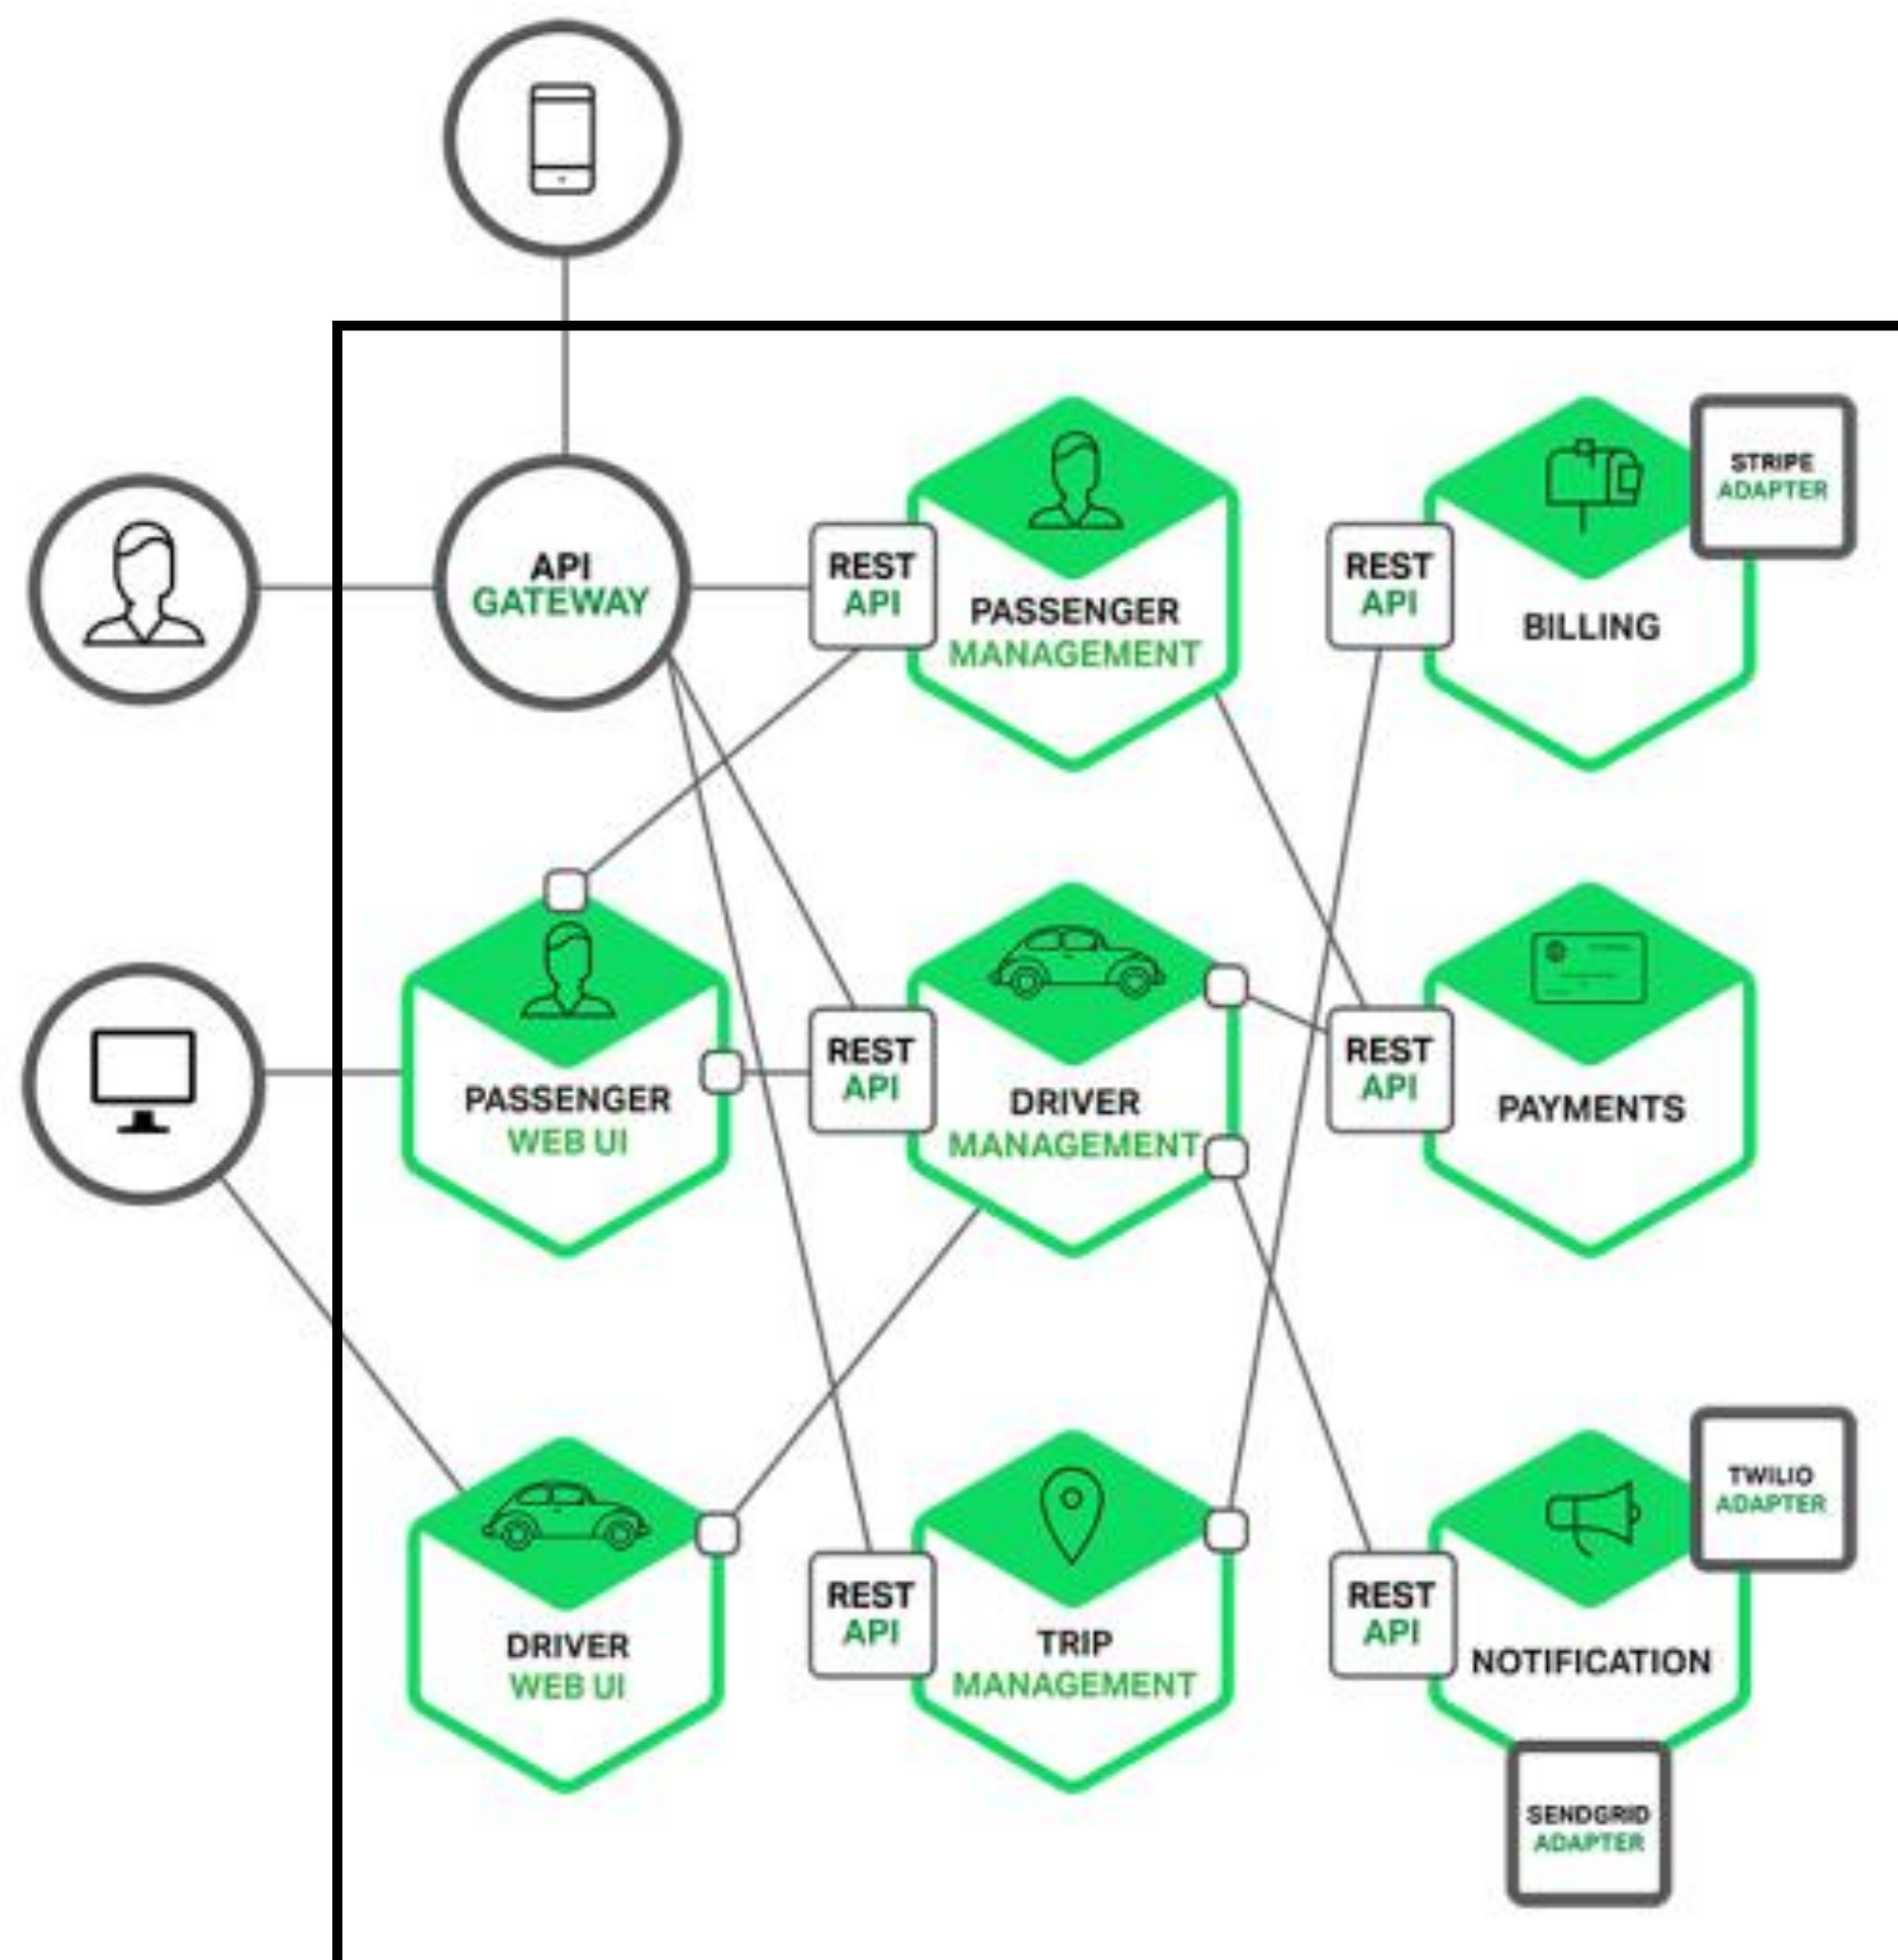 STRIPE
ADAPTER
API
GATEWAY
REST
API
PASSENGER
MANAGEMENT
REST
API
BILLING
PASSENGER
WEB UI
REST
API
DRIVER
MANAGEMENT
REST
API
PAYMENTS
TWILIO
ADAPTER
DRIVER
WEB UI
REST
API
TRIP
MANAGEMENT
REST
API
NOTIFICATION
SENDGRID
ADAPTER